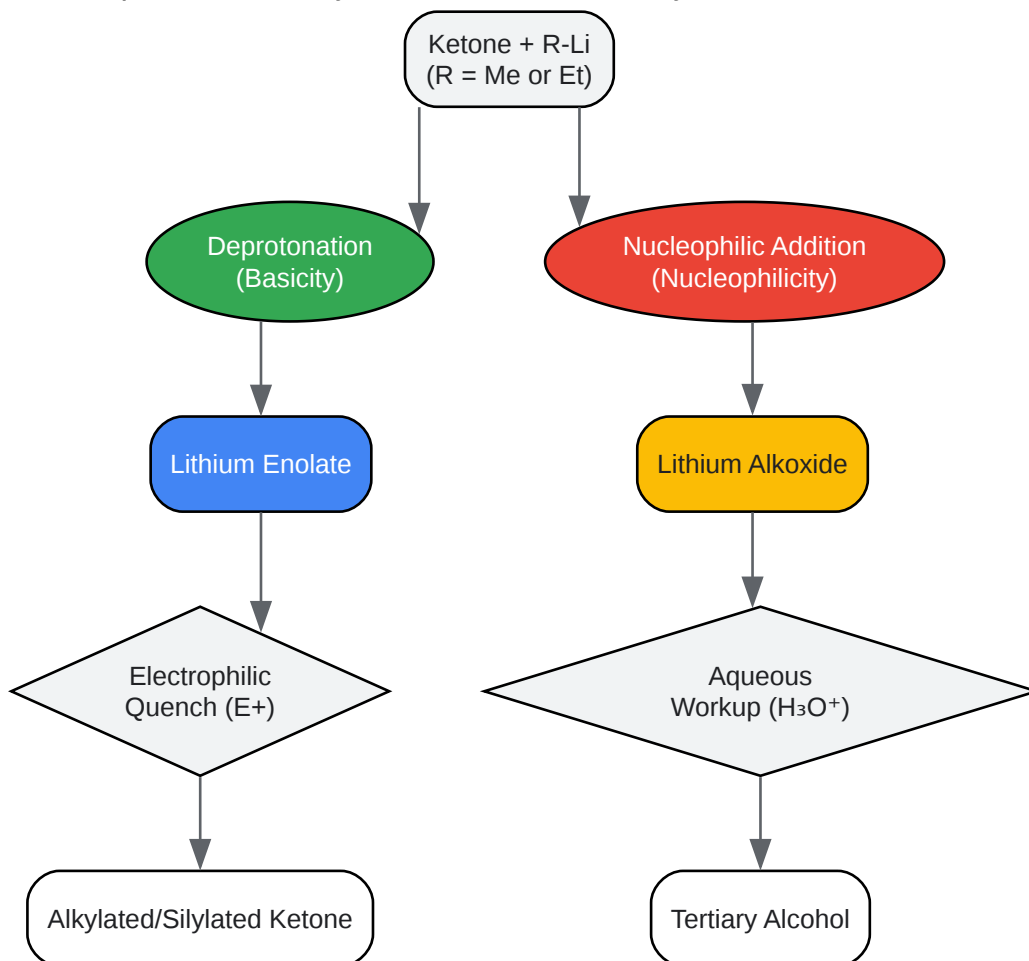 Ketone + R-Li
(R = Me or Et)
Deprotonation
(Basicity)
Nucleophilic Addition
(Nucleophilicity)
Lithium Enolate
Lithium Alkoxide
Electrophilic
Quench (E+)
Aqueous
Workup (H₃O⁺)
Alkylated/Silylated Ketone
Tertiary Alcohol